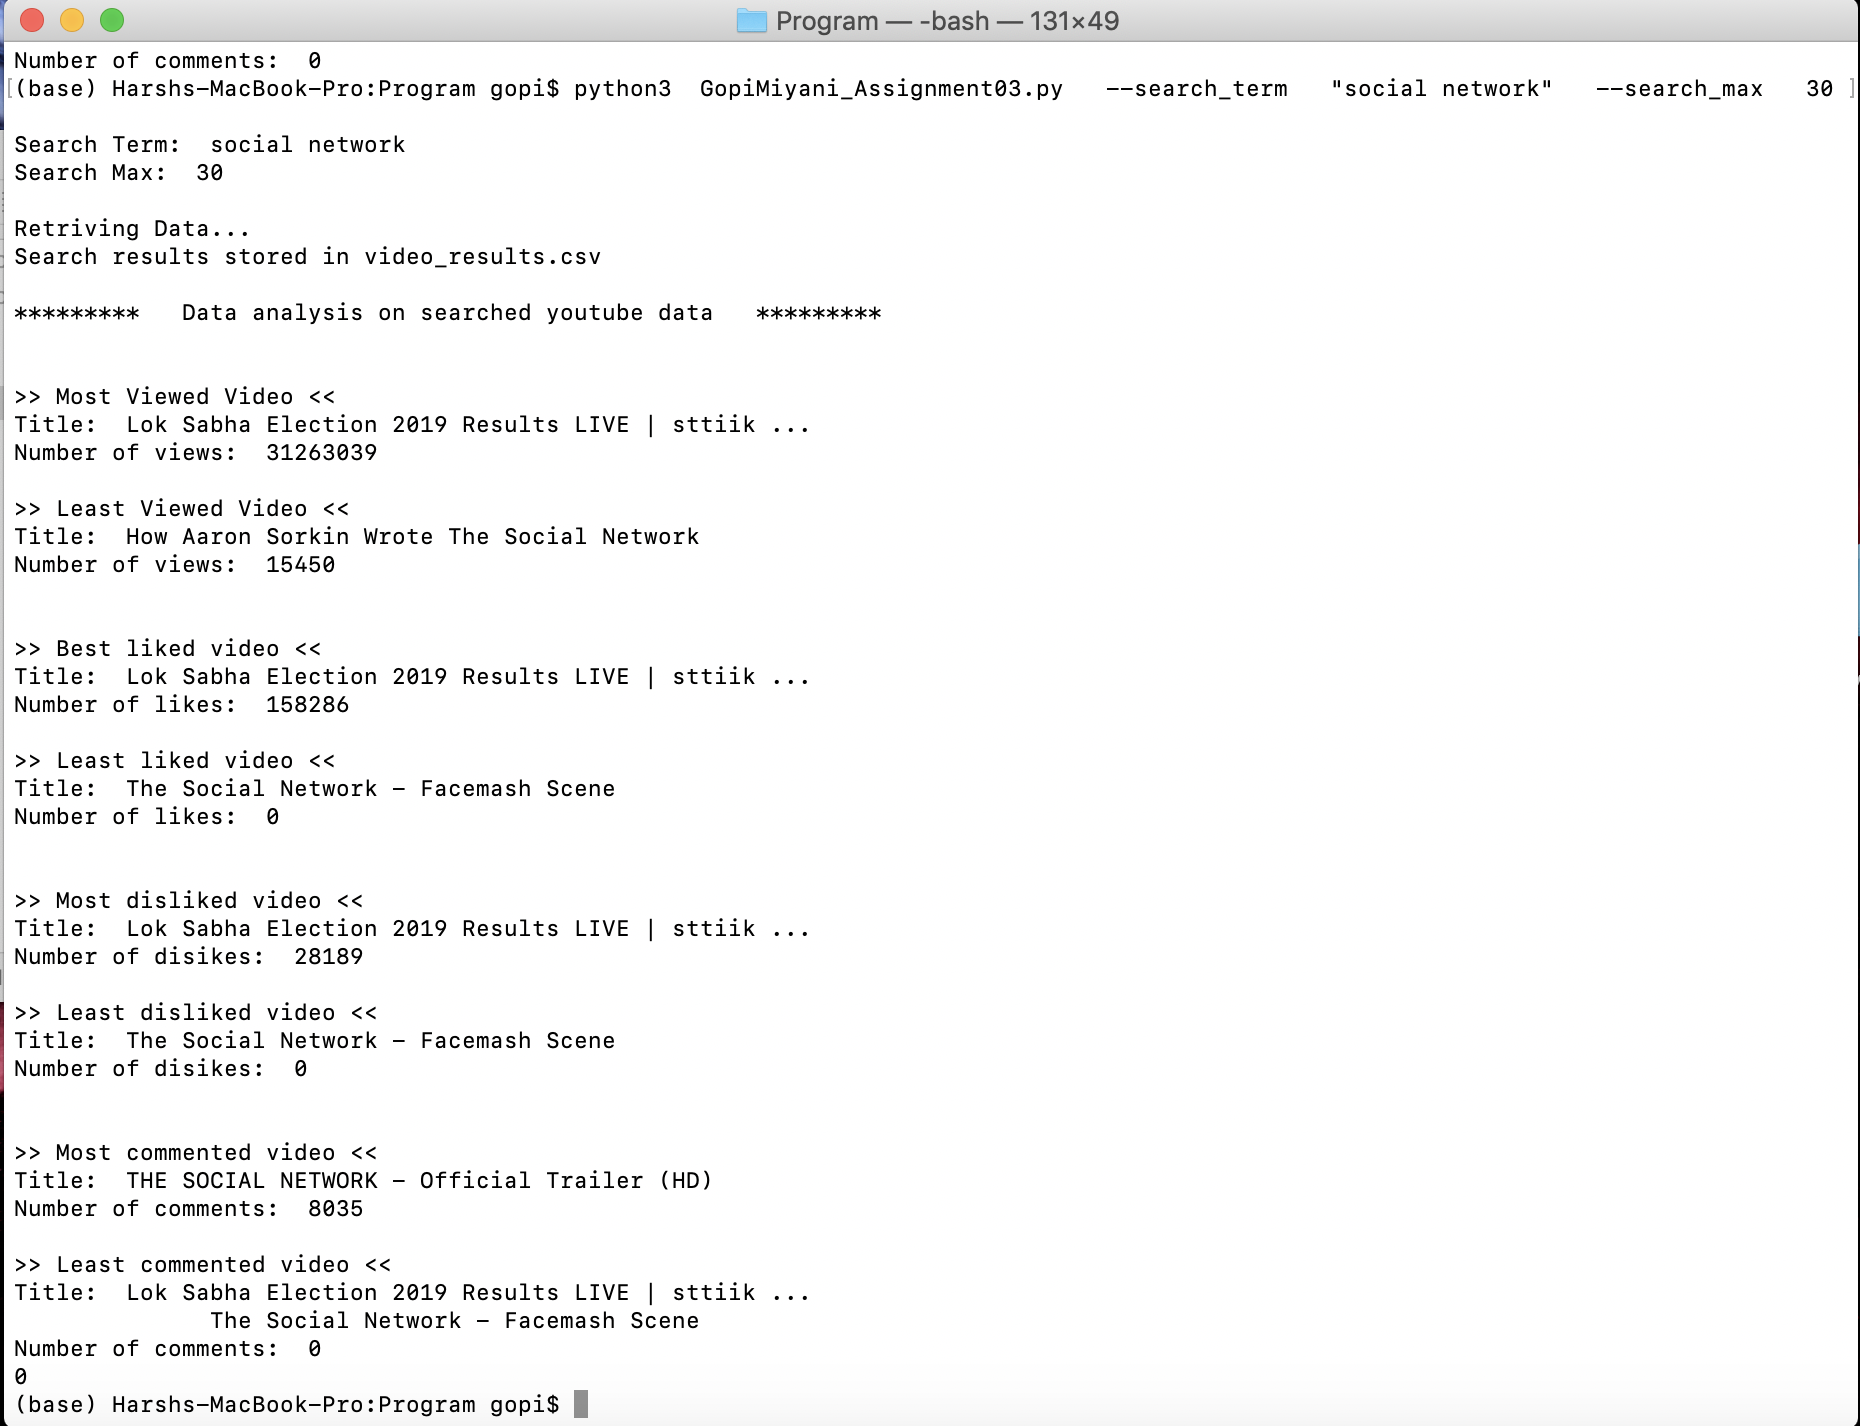 Program — -bash — 131×49
Number of comments:  0
[(base) Harshs-MacBook-Pro:Program gopi$ python3  GopiMiyani_Assignment03.py   --search_term   "social network"   --search_max   30 ]
Search Term:  social network
Search Max:  30
Retriving Data...
Search results stored in video_results.csv
*********   Data analysis on searched youtube data   *********
>> Most Viewed Video <<
Title:  Lok Sabha Election 2019 Results LIVE | sttiik ...
Number of views:  31263039
>> Least Viewed Video <<
Title:  How Aaron Sorkin Wrote The Social Network
Number of views:  15450
>> Best liked video <<
Title:  Lok Sabha Election 2019 Results LIVE | sttiik ...
Number of likes:  158286
>> Least liked video <<
Title:  The Social Network - Facemash Scene
Number of likes:  0
>> Most disliked video <<
Title:  Lok Sabha Election 2019 Results LIVE | sttiik ...
Number of disikes:  28189
>> Least disliked video <<
Title:  The Social Network - Facemash Scene
Number of disikes:  0
>> Most commented video <<
Title:  THE SOCIAL NETWORK - Official Trailer (HD)
Number of comments:  8035
>> Least commented video <<
Title:  Lok Sabha Election 2019 Results LIVE | sttiik ...
The Social Network - Facemash Scene
Number of comments:  0
0
(base) Harshs-MacBook-Pro:Program gopi$